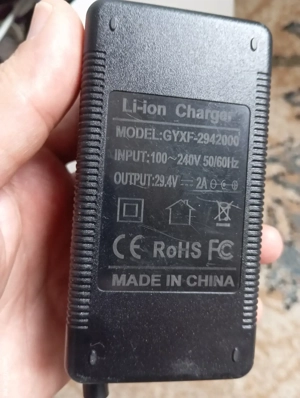 Li-ion Charger
MODEL:GYXF-2942000
INPUT:100~240V 50/60Hz
OUTPUT:29.4V⎓2A
CE RoHS FC
MADE IN CHINA